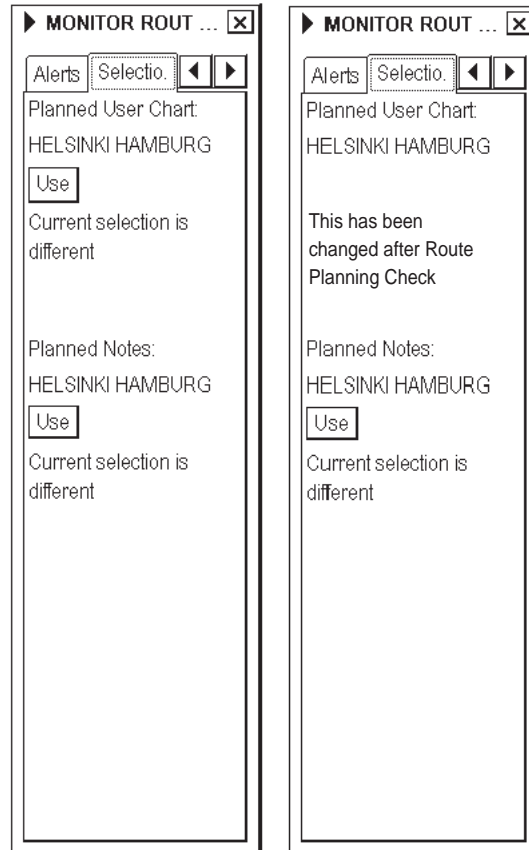 MONITOR ROUT ...
Alerts Selectio.
Planned User Chart:
HELSINKI HAMBURG
Use
Current selection is
different
Planned Notes:
HELSINKI HAMBURG
Use
Current selection is
different
MONITOR ROUT ...
Alerts Selectio.
Planned User Chart:
HELSINKI HAMBURG
This has been
changed after Route
Planning Check
Planned Notes:
HELSINKI HAMBURG
Use
Current selection is
different